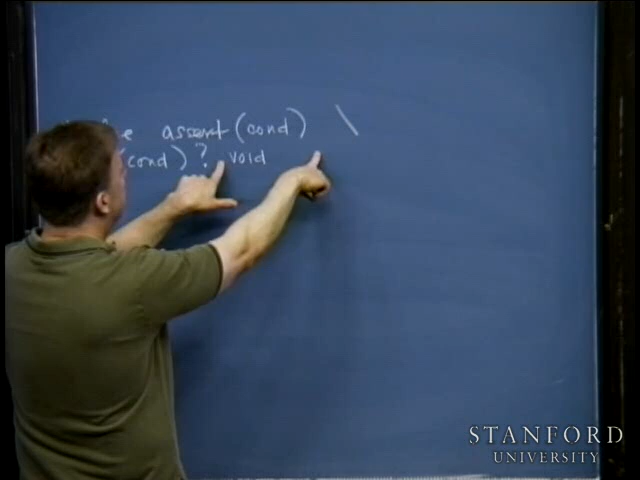 assert(cond) \
(cond) ? void
STANFORD
UNIVERSITY